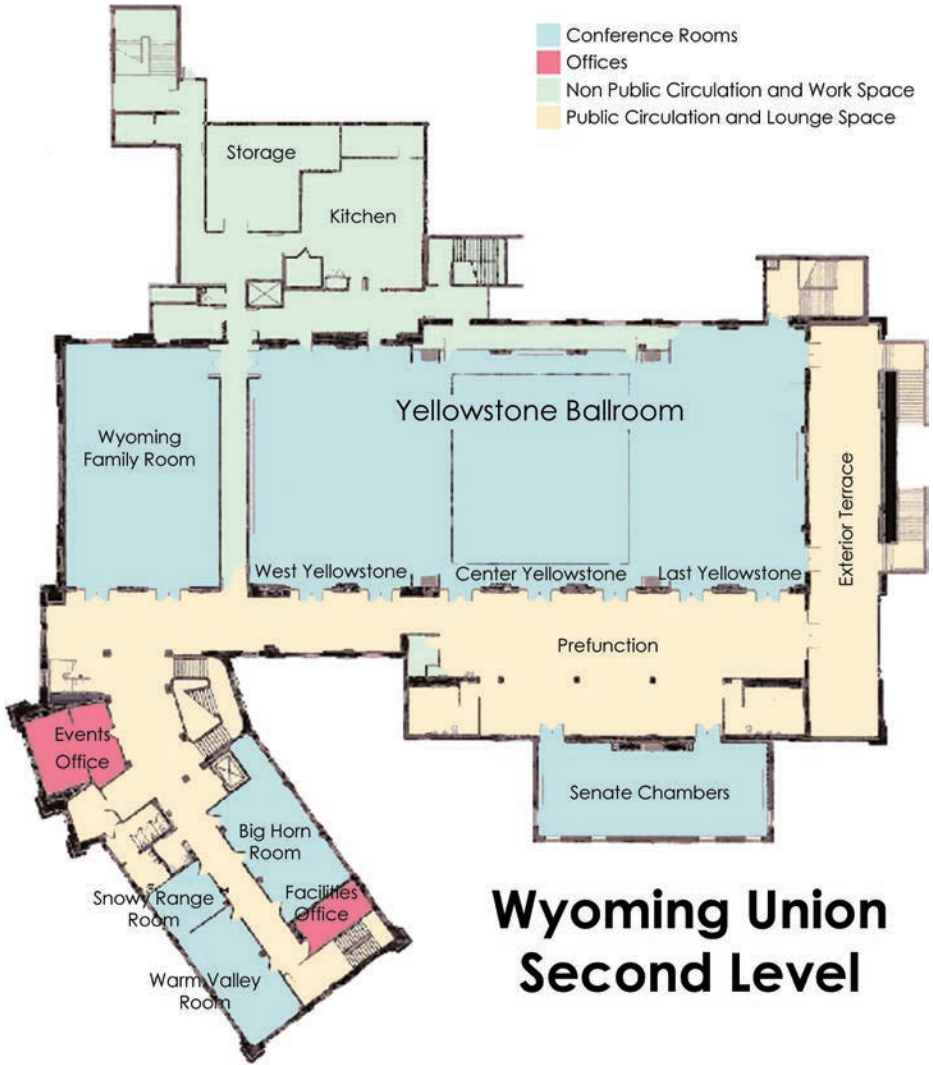 Conference Rooms
Offices
Non Public Circulation and Work Space
Public Circulation and Lounge Space
Storage
Kitchen
Yellowstone Ballroom
Wyoming
Family Room
Exterior Terrace
West Yellowstone
Center Yellowstone
Last Yellowstone
Prefunction
Events
Office
Senate Chambers
Big Horn
Room
Snowy Range
Room
Facilities
Office
Warm Valley
Room
Wyoming Union
Second Level